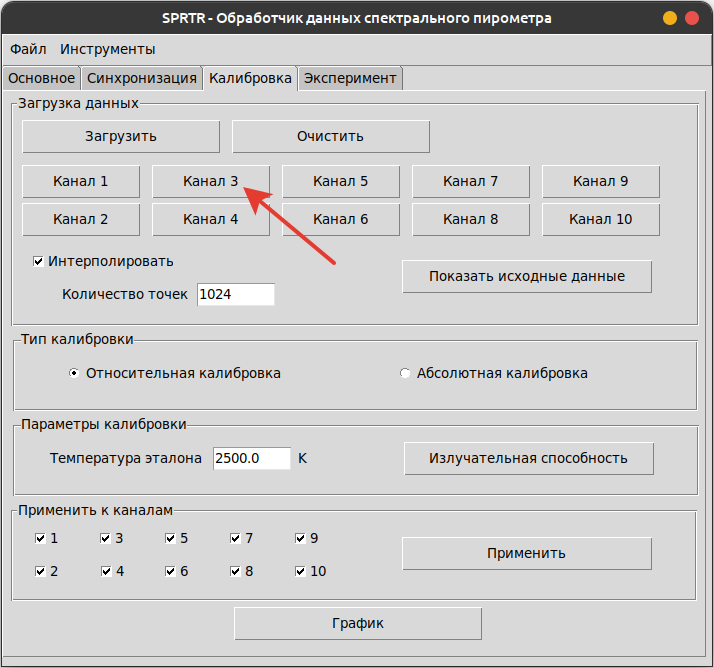 SPRTR - Обработчик данных спектрального пирометра
Файл Инструменты
Основное Синхронизация Калибровка Эксперимент
Загрузка данных
Загрузить Очистить
Канал 1 Канал 3 Канал 5 Канал 7 Канал 9
Канал 2 Канал 4 Канал 6 Канал 8 Канал 10
Интерполировать
Показать исходные данные
Количество точек 1024
Тип калибровки
Относительная калибровка Абсолютная калибровка
Параметры калибровки
Температура эталона 2500.0 K Излучательная способность
Применить к каналам
1 3 5 7 9
Применить
2 4 6 8 10
График